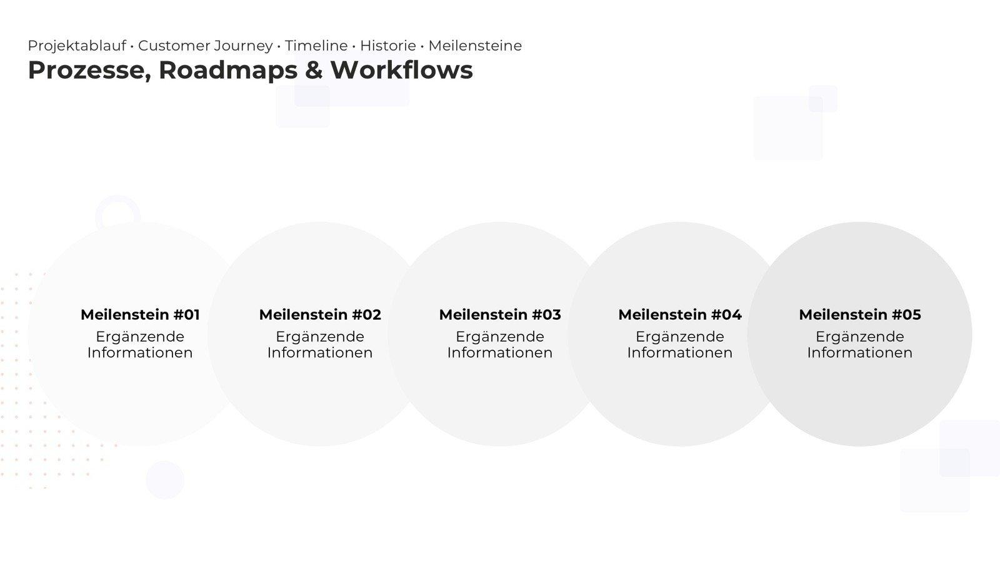 Projektablauf • Customer Journey • Timeline • Historie • Meilensteine
Prozesse, Roadmaps & Workflows
Meilenstein #01
Ergänzende
Informationen
Meilenstein #02
Ergänzende
Informationen
Meilenstein #03
Ergänzende
Informationen
Meilenstein #04
Ergänzende
Informationen
Meilenstein #05
Ergänzende
Informationen